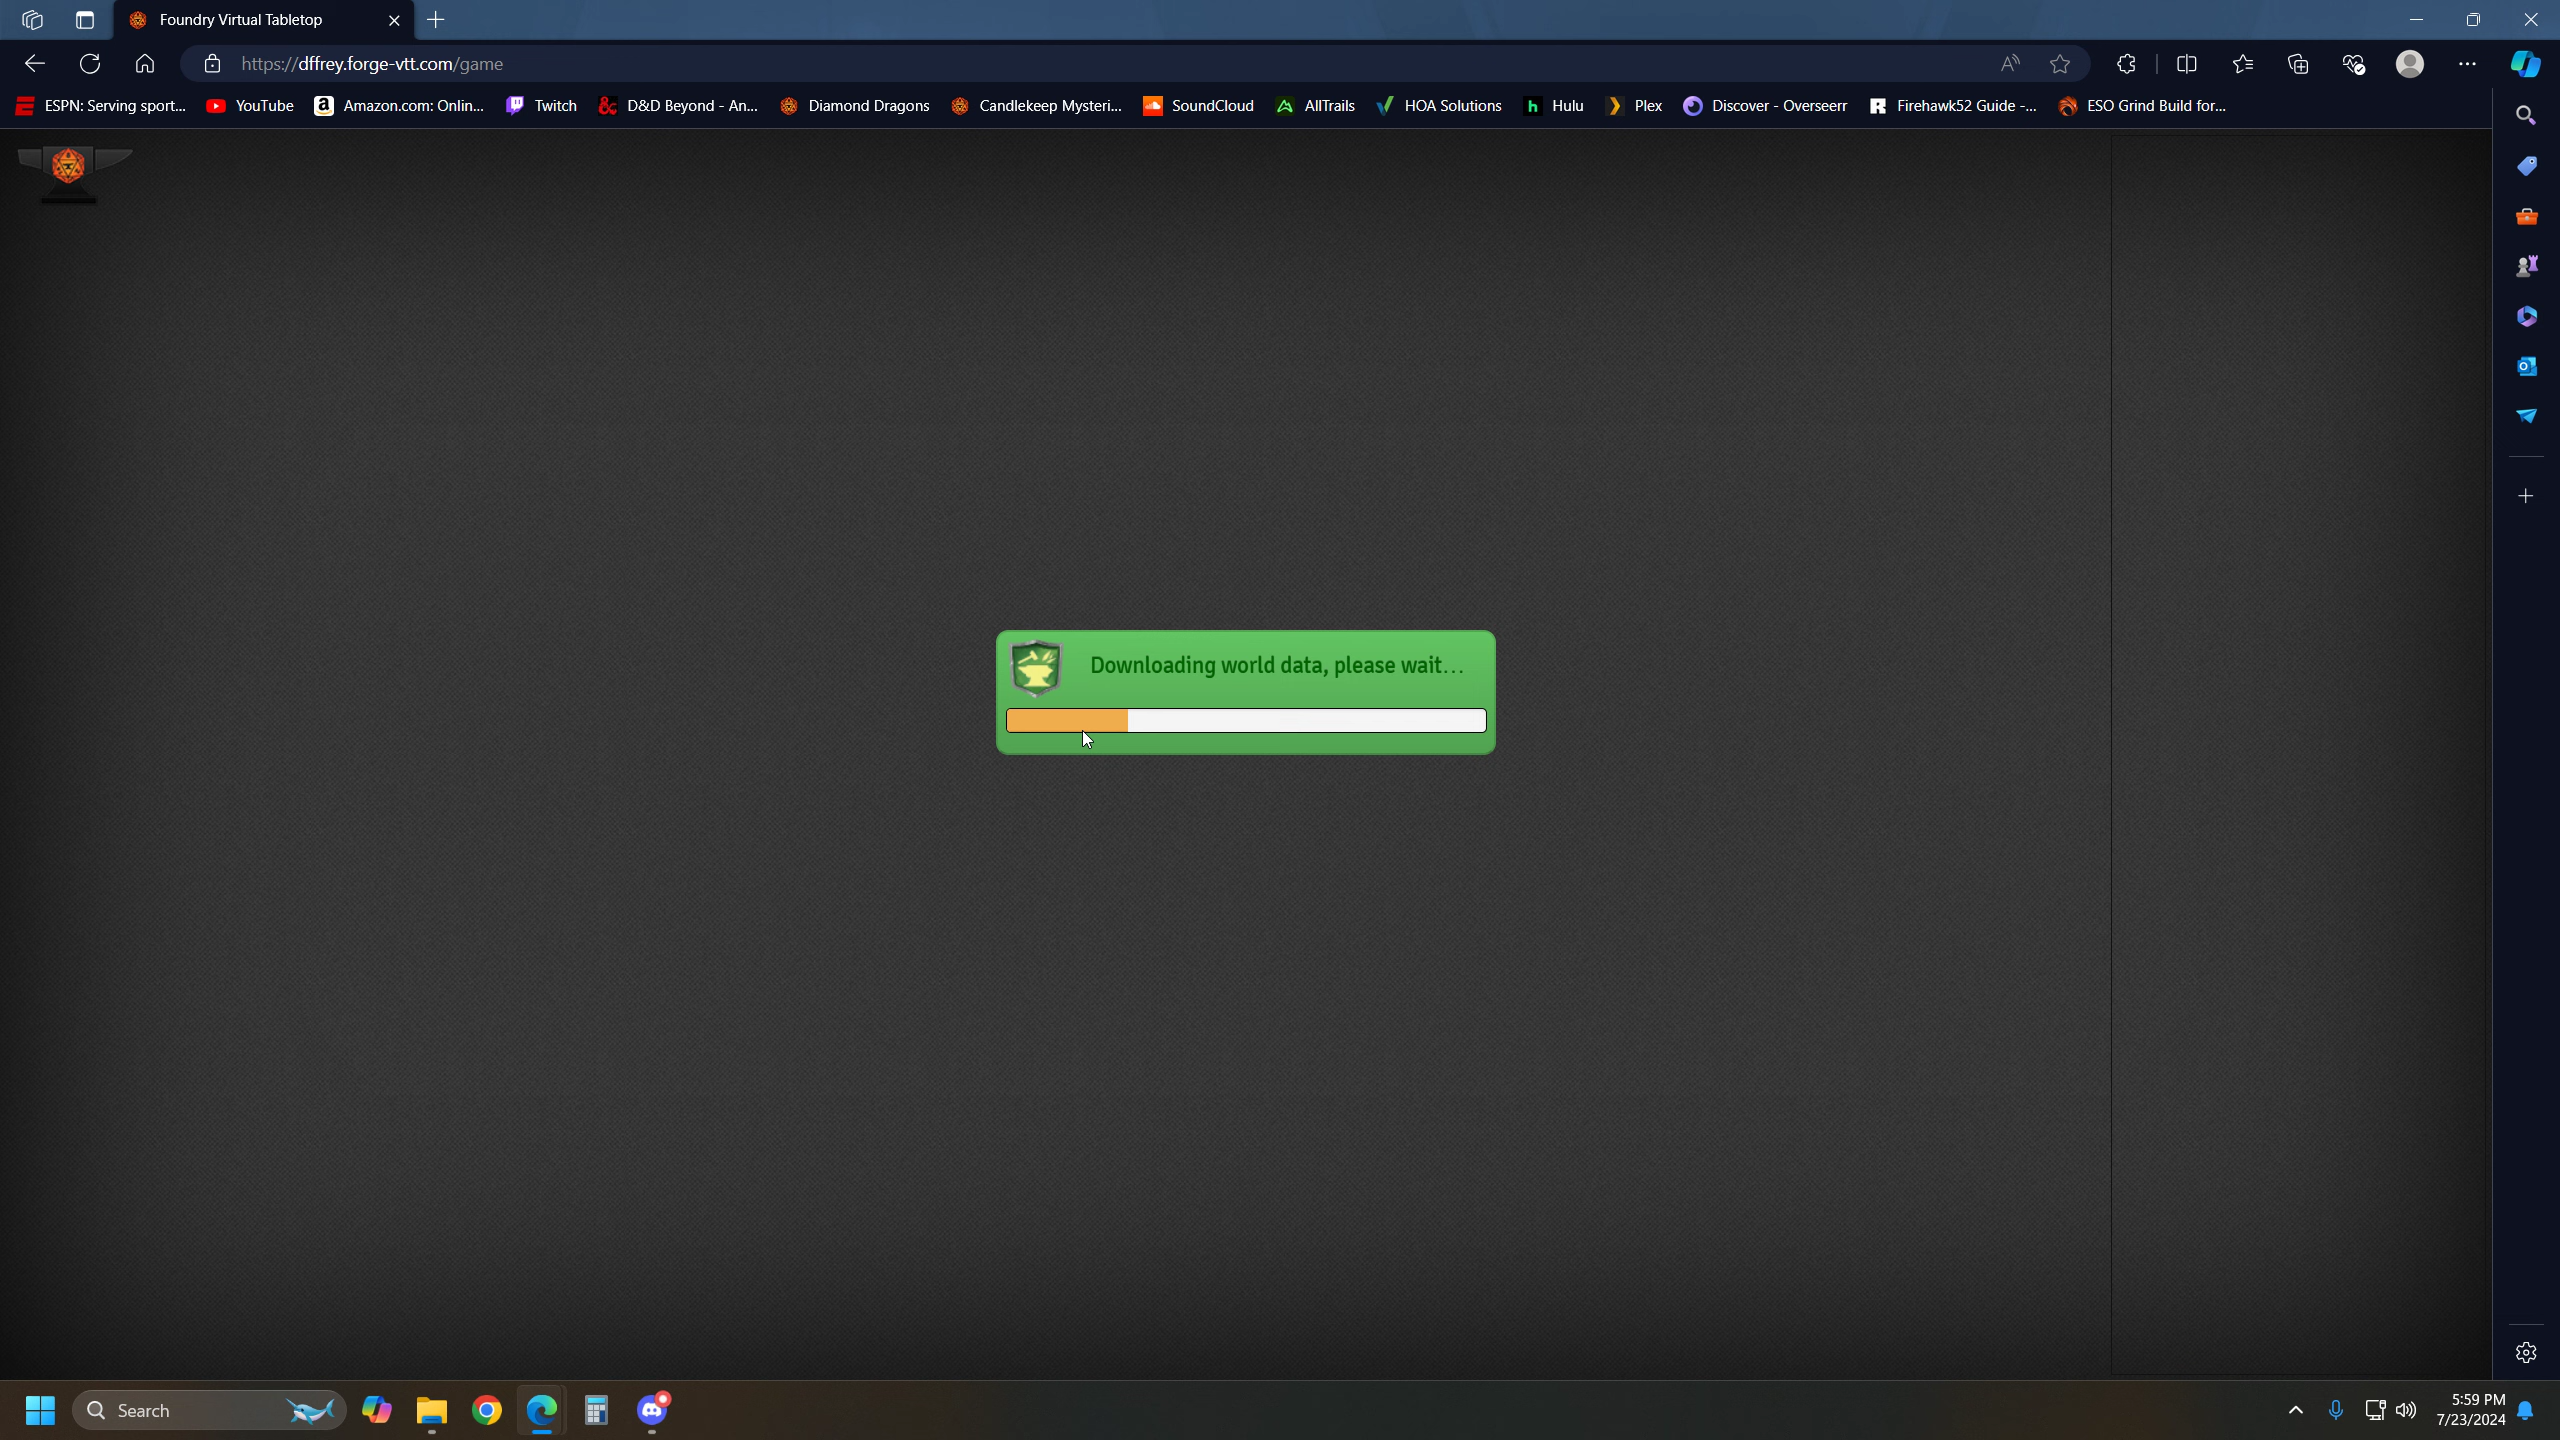 Foundry Virtual Tabletop
https://dffrey.forge-vtt.com/game
ESPN: Serving sport... YouTube Amazon.com: Onlin... Twitch D&D Beyond - An... Diamond Dragons Candlekeep Mysteri... SoundCloud AllTrails HOA Solutions Hulu Plex Discover - Overseerr Firehawk52 Guide -... ESO Grind Build for...
Downloading world data, please wait...
Search
5:59 PM
7/23/2024